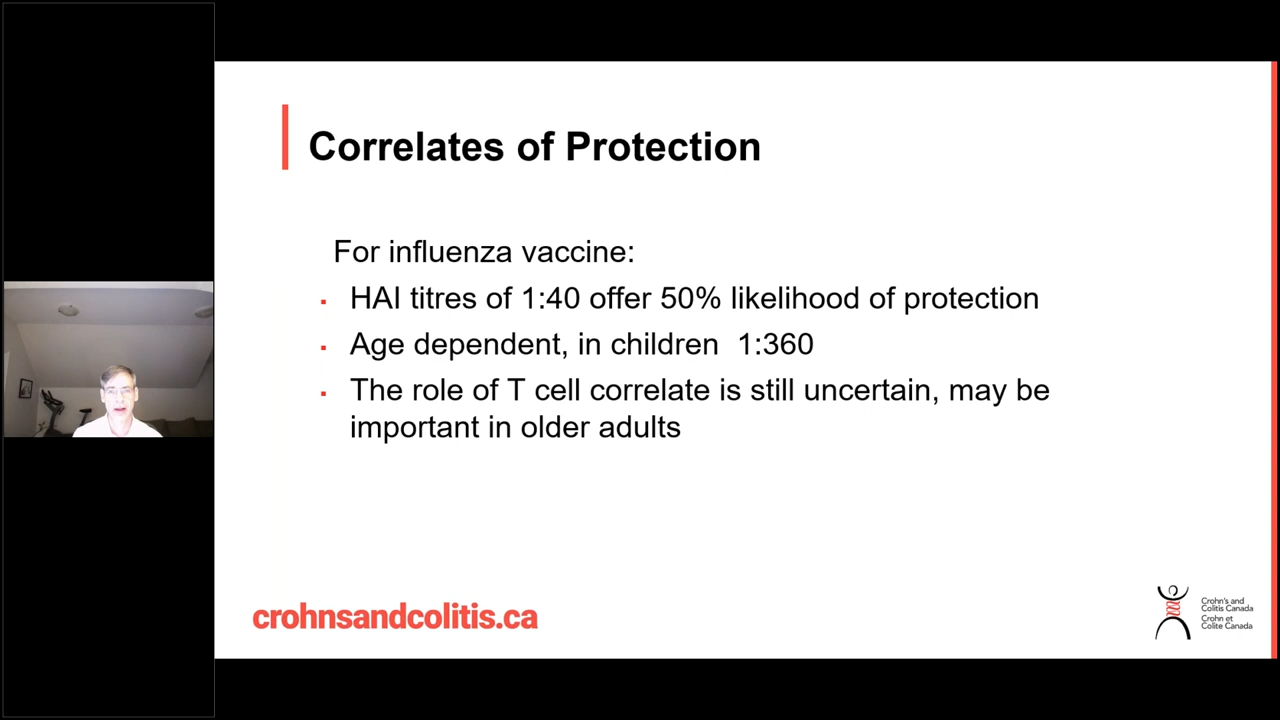 Correlates of Protection
For influenza vaccine:
▪ HAI titres of 1:40 offer 50% likelihood of protection
▪ Age dependent, in children  1:360
▪ The role of T cell correlate is still uncertain, may be
important in older adults
crohnsandcolitis.ca
Crohn's and
Colitis Canada
Crohn et
Colite Canada